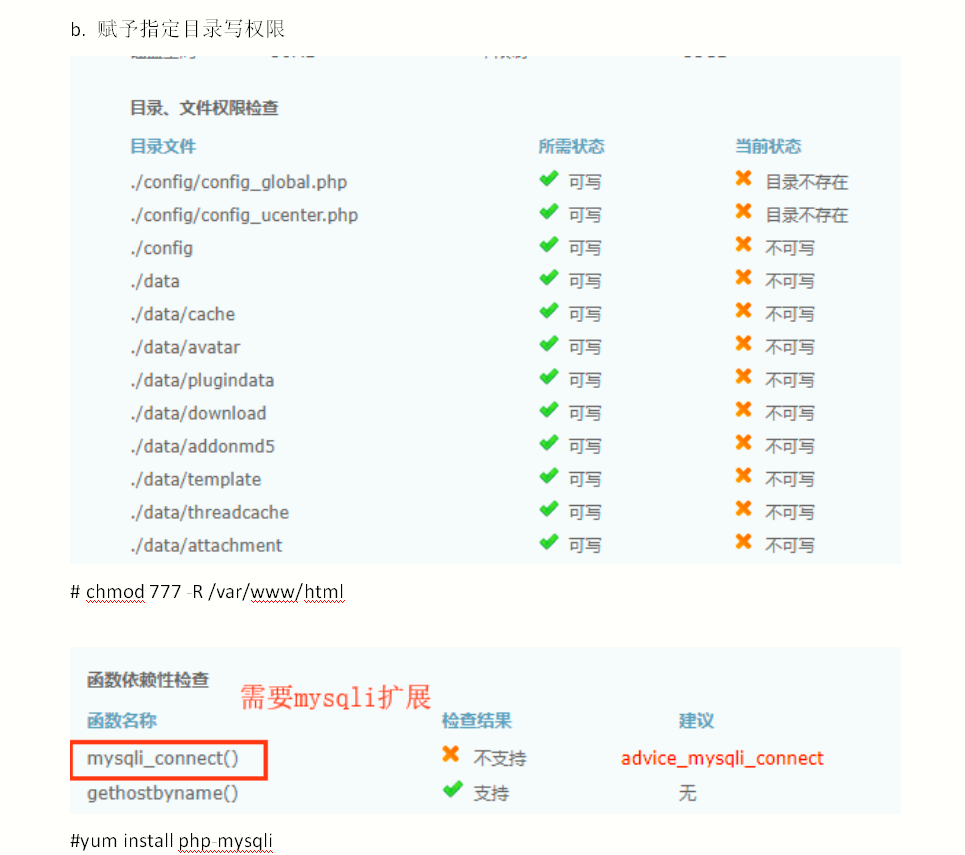 b. 赋予指定目录写权限
目录、文件权限检查
目录文件 所需状态 当前状态
./config/config_global.php 可写 目录不存在
./config/config_ucenter.php 可写 目录不存在
./config 可写 不可写
./data 可写 不可写
./data/cache 可写 不可写
./data/avatar 可写 不可写
./data/plugindata 可写 不可写
./data/download 可写 不可写
./data/addonmd5 可写 不可写
./data/template 可写 不可写
./data/threadcache 可写 不可写
./data/attachment 可写 不可写
# chmod 777 -R /var/www/html
函数依赖性检查
需要mysqli扩展
函数名称 检查结果 建议
mysqli_connect() 不支持 advice_mysqli_connect
gethostbyname() 支持 无
#yum install php-mysqli